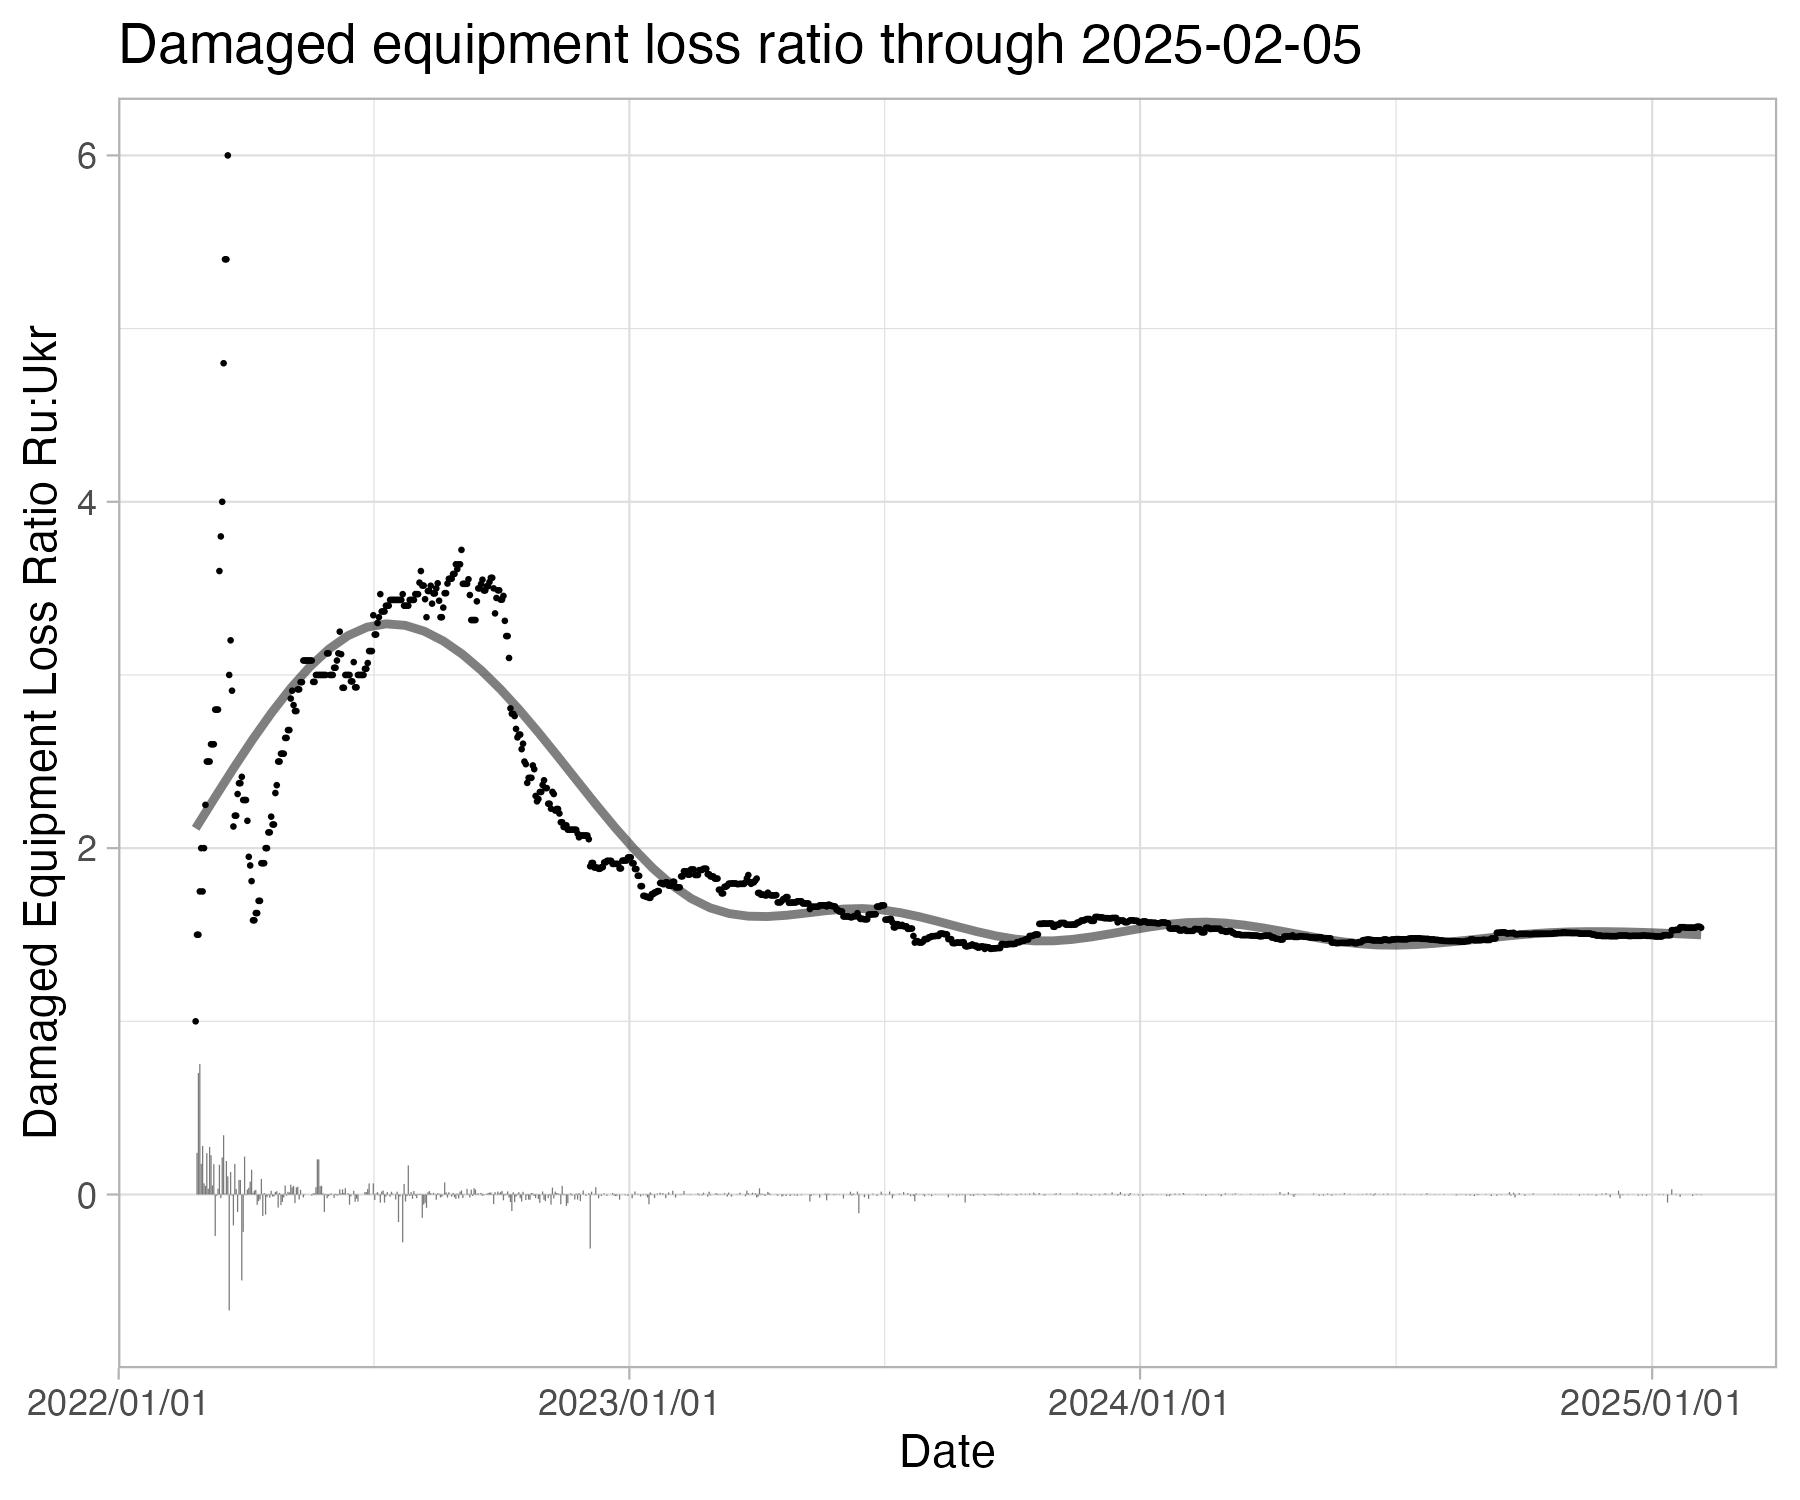 Damaged equipment loss ratio through 2025-02-05
Damaged Equipment Loss Ratio Ru:Ukr
6
4
2
0
2022/01/01
2023/01/01
2024/01/01
2025/01/01
Date